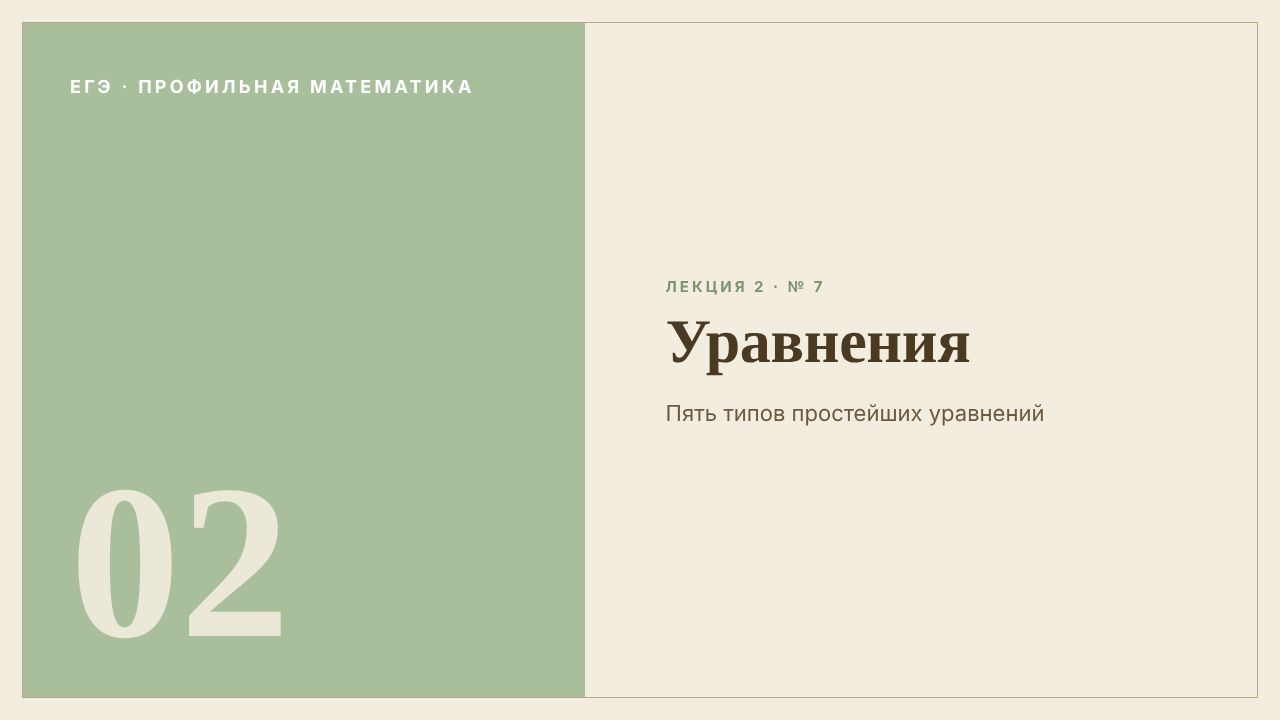 ЕГЭ · ПРОФИЛЬНАЯ МАТЕМАТИКА
02
ЛЕКЦИЯ 2 · № 7
Уравнения
Пять типов простейших уравнений